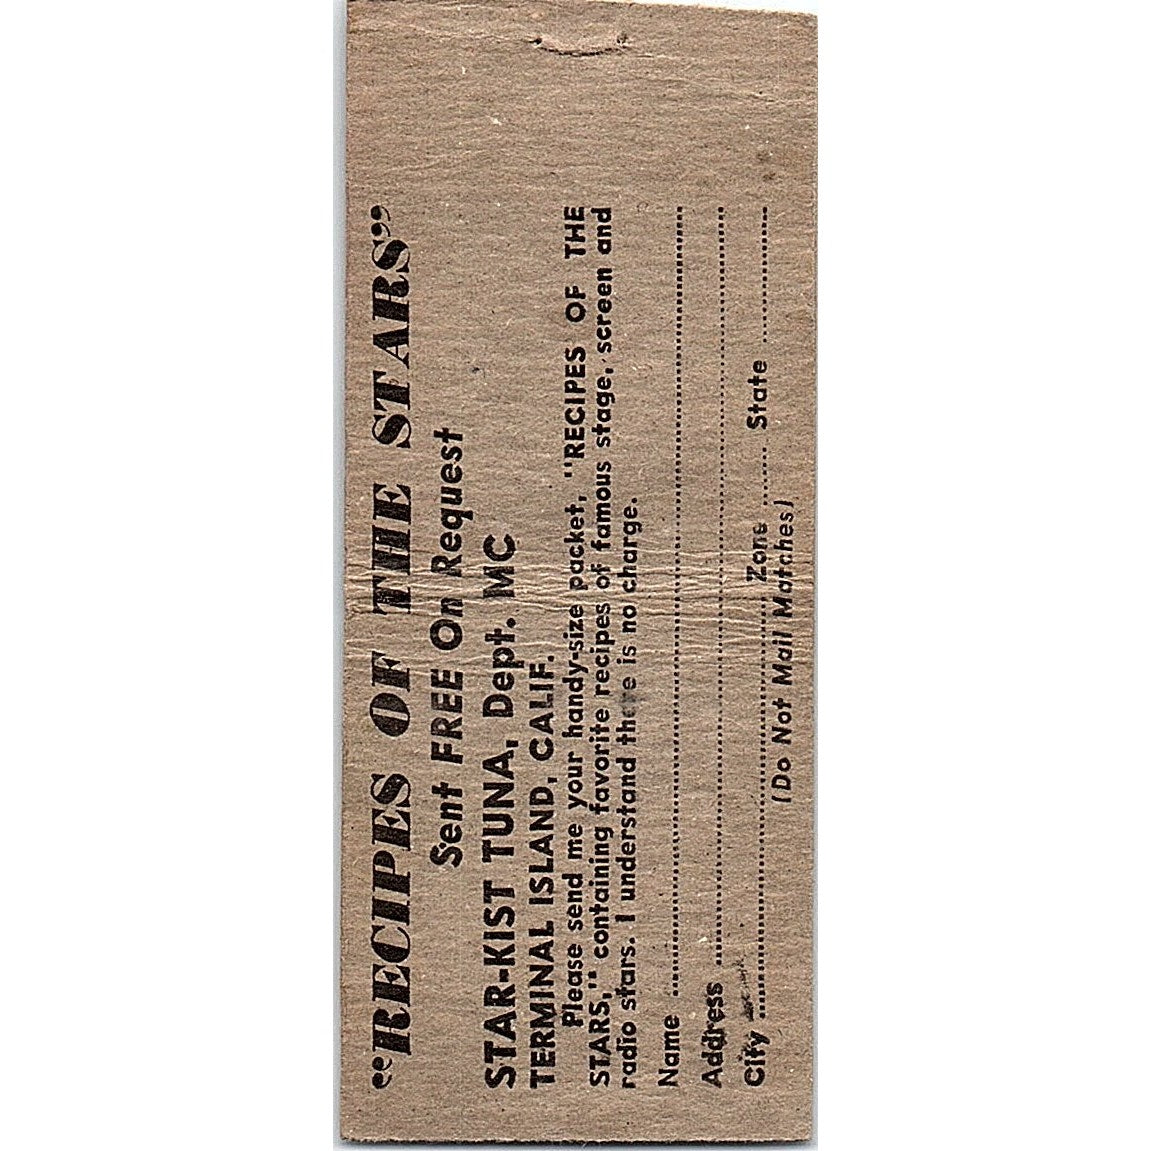 “RECIPES OF THE STARS”
Sent FREE On Request
STAR-KIST TUNA, Dept. MC
TERMINAL ISLAND, CALIF.
Please send me your handy-size packet, "RECIPES OF THE
STARS," containing favorite recipes of famous stage, screen and
radio stars. I understand there is no charge.
Name
Address
City Zone State
(Do Not Mail Matches)